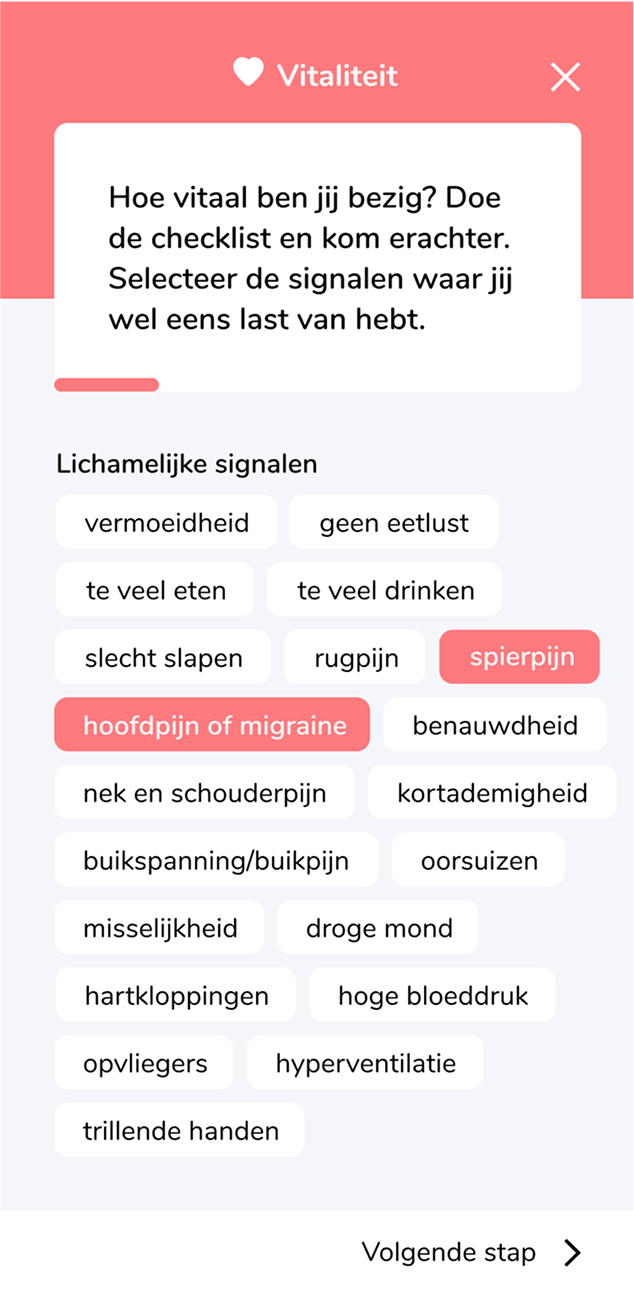 Vitaliteit
Hoe vitaal ben jij bezig? Doe
de checklist en kom erachter.
Selecteer de signalen waar jij
wel eens last van hebt.
Lichamelijke signalen
vermoeidheid
geen eetlust
te veel eten
te veel drinken
slecht slapen
rugpijn
spierpijn
hoofdpijn of migraine
benauwdheid
nek en schouderpijn
kortademigheid
buikspanning/buikpijn
oorsuizen
misselijkheid
droge mond
hartkloppingen
hoge bloeddruk
opvliegers
hyperventilatie
trillende handen
Volgende stap